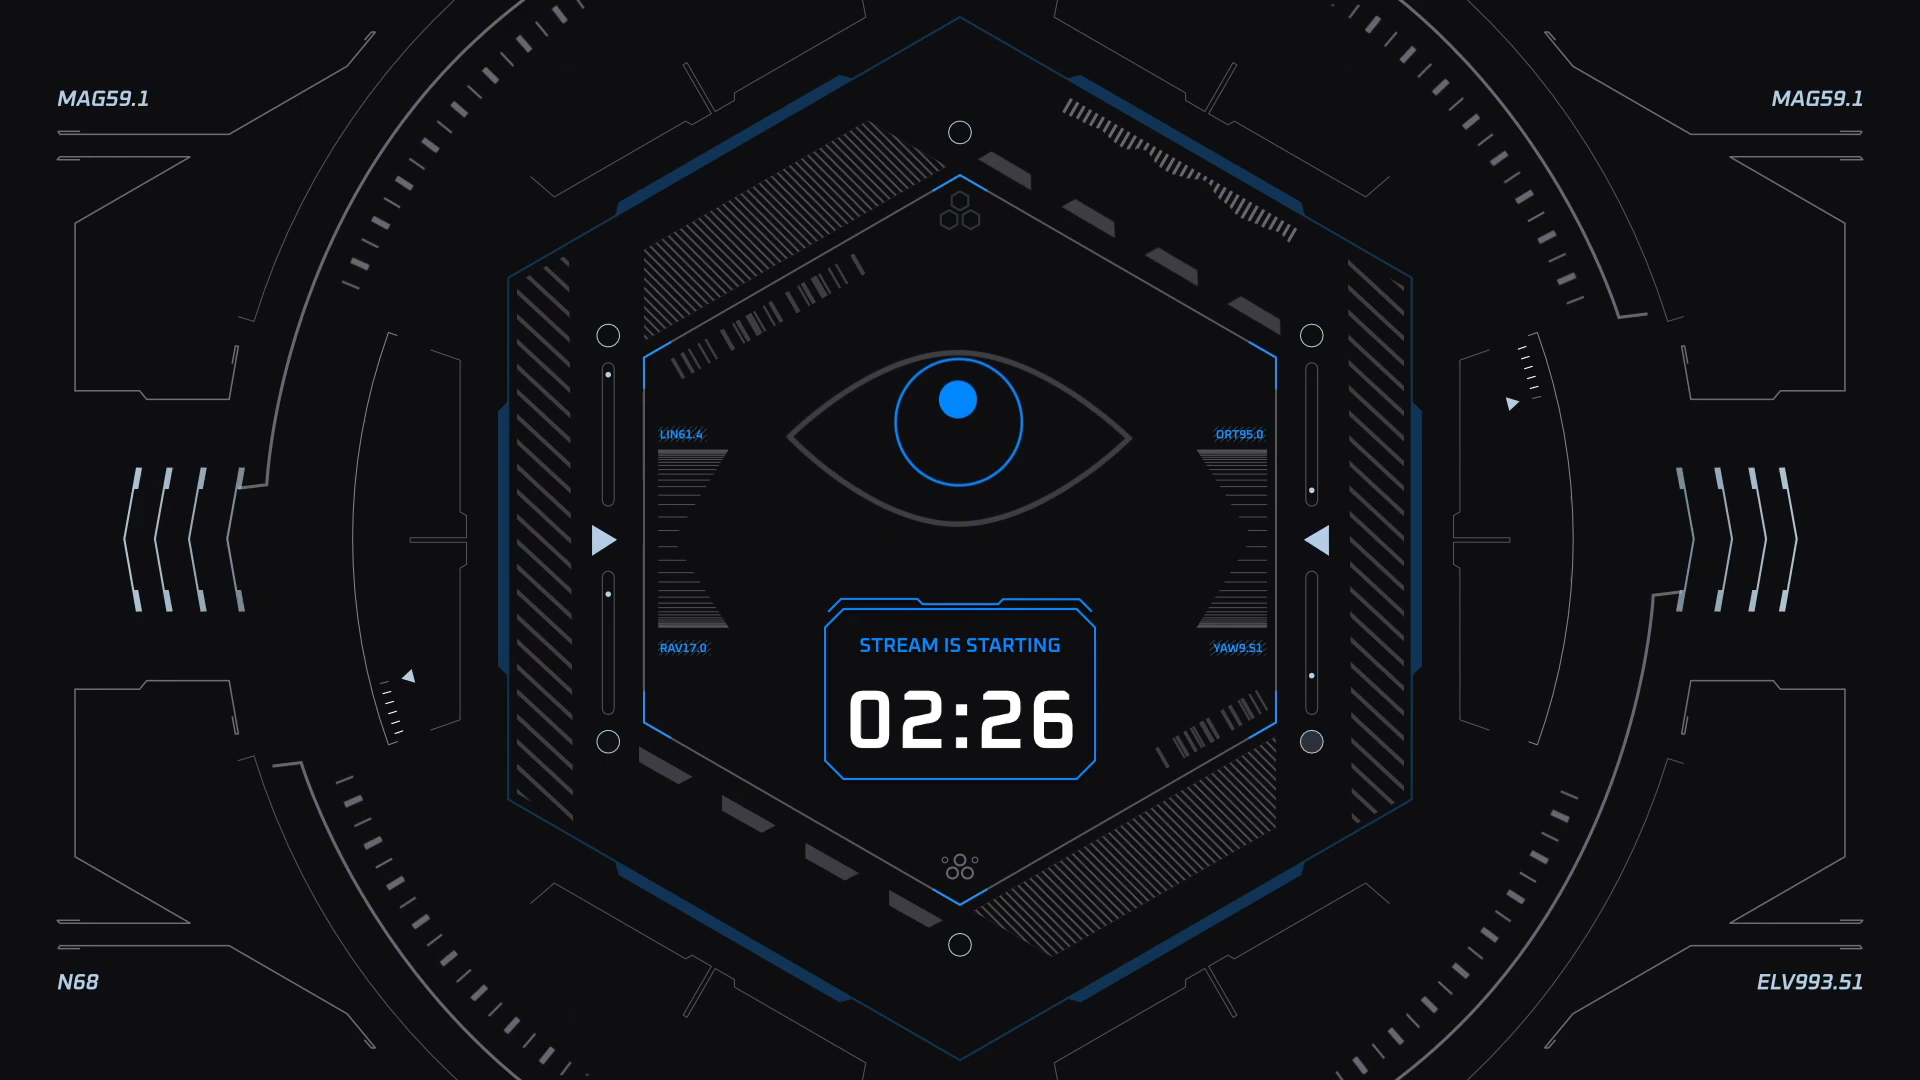 MAG59.1
MAG59.1
LIN61.4
ORT95.0
RAV17.0
YAW9.51
STREAM IS STARTING
02:26
N68
ELV993.51